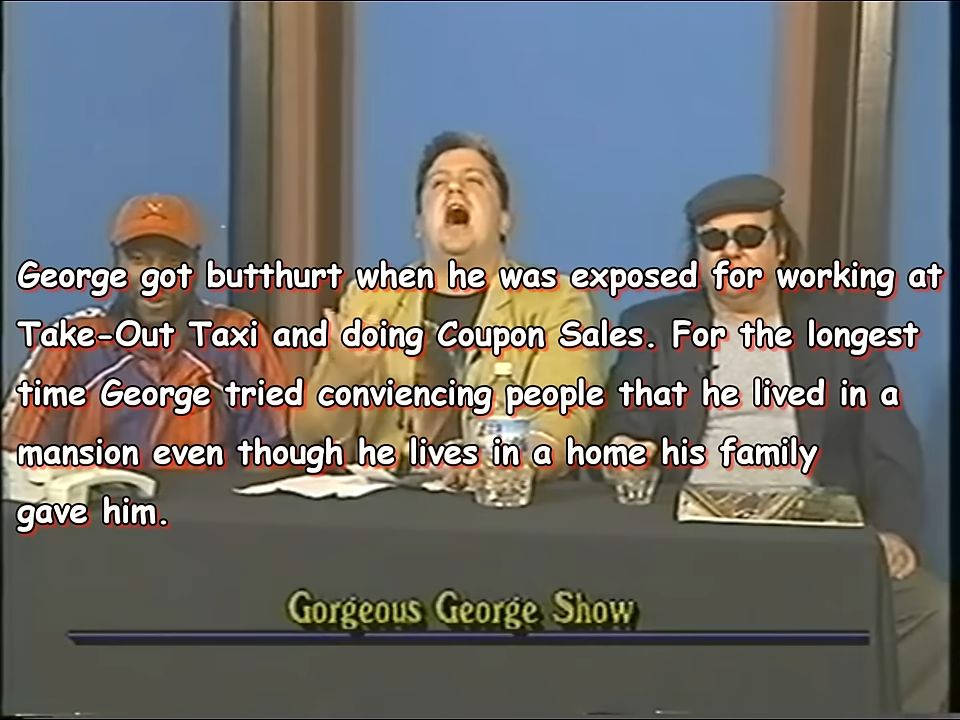 George got butthurt when he was exposed for working at
Take-Out Taxi and doing Coupon Sales. For the longest
time George tried conviencing people that he lived in a
mansion even though he lives in a home his family
gave him.
Gorgeous George Show